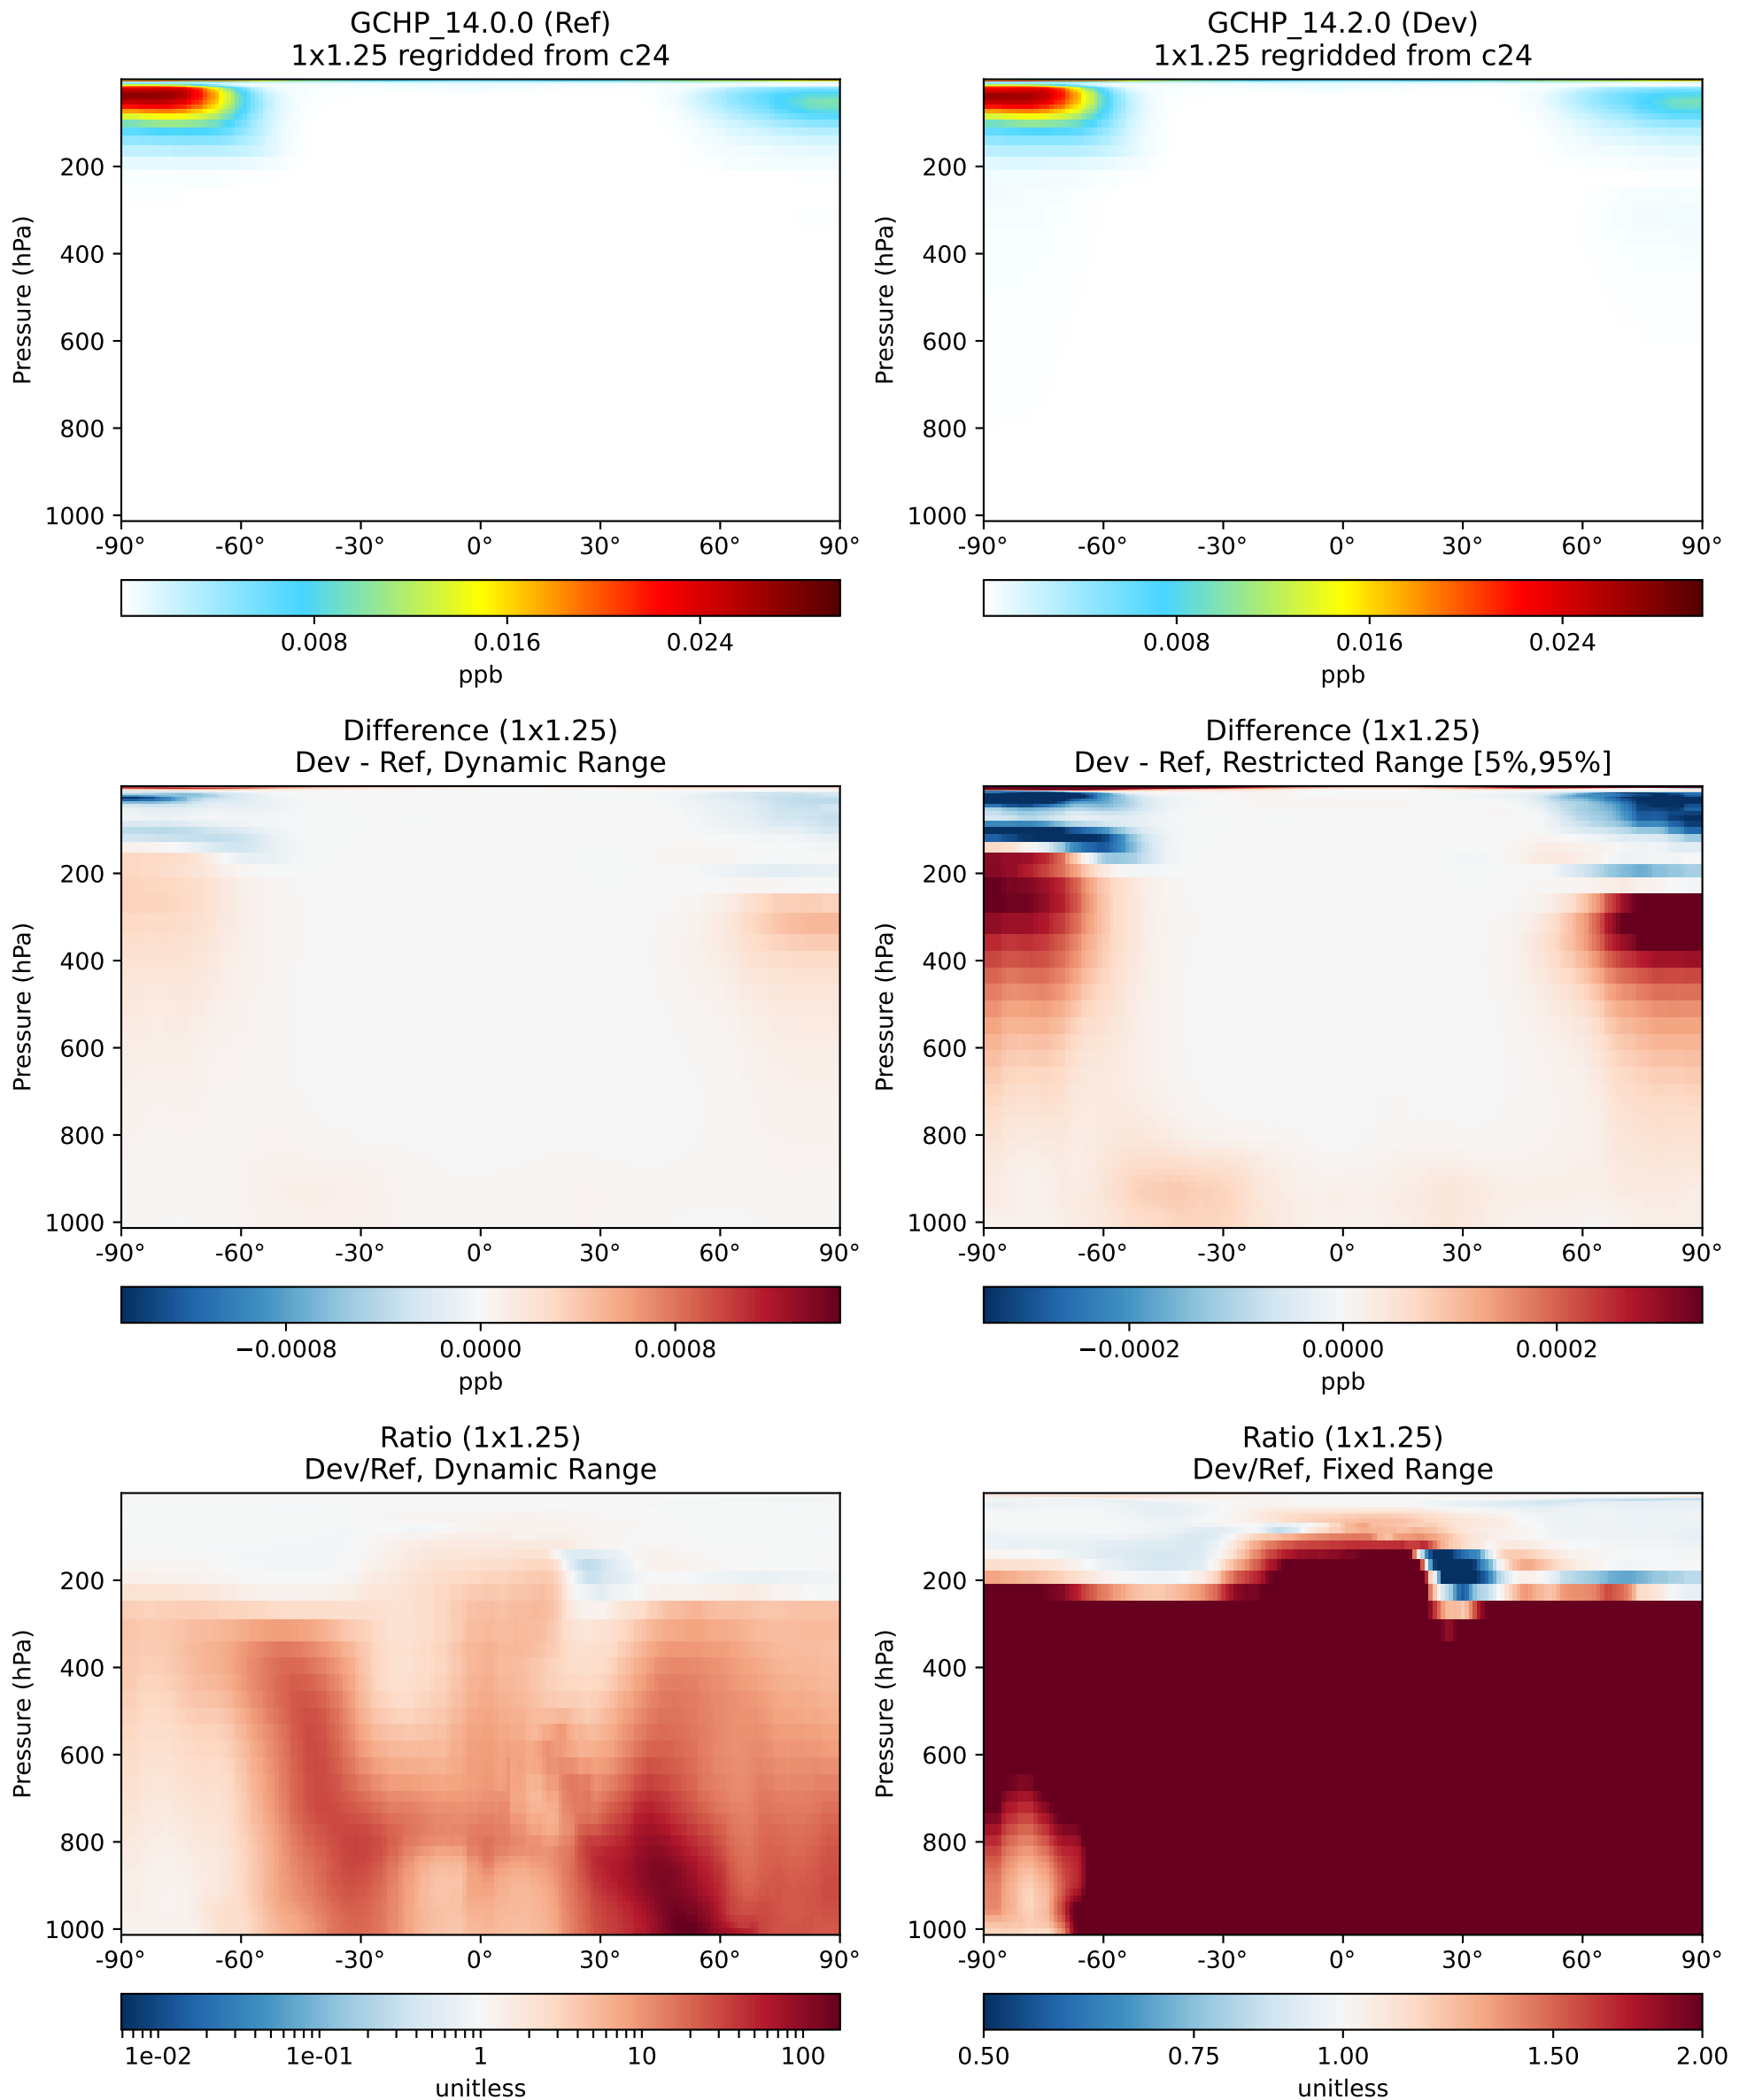 GCHP_14.0.0 (Ref)
1x1.25 regridded from c24
Pressure (hPa)
200
400
600
800
1000
-90° -60° -30° 0° 30° 60° 90°
0.008 0.016 0.024
ppb
GCHP_14.2.0 (Dev)
1x1.25 regridded from c24
Pressure (hPa)
200
400
600
800
1000
-90° -60° -30° 0° 30° 60° 90°
0.008 0.016 0.024
ppb
Difference (1x1.25)
Dev - Ref, Dynamic Range
Pressure (hPa)
200
400
600
800
1000
-90° -60° -30° 0° 30° 60° 90°
−0.0008 0.0000 0.0008
ppb
Difference (1x1.25)
Dev - Ref, Restricted Range [5%,95%]
Pressure (hPa)
200
400
600
800
1000
-90° -60° -30° 0° 30° 60° 90°
−0.0002 0.0000 0.0002
ppb
Ratio (1x1.25)
Dev/Ref, Dynamic Range
Pressure (hPa)
200
400
600
800
1000
-90° -60° -30° 0° 30° 60° 90°
1e-02 1e-01 1 10 100
unitless
Ratio (1x1.25)
Dev/Ref, Fixed Range
Pressure (hPa)
200
400
600
800
1000
-90° -60° -30° 0° 30° 60° 90°
0.50 0.75 1.00 1.50 2.00
unitless